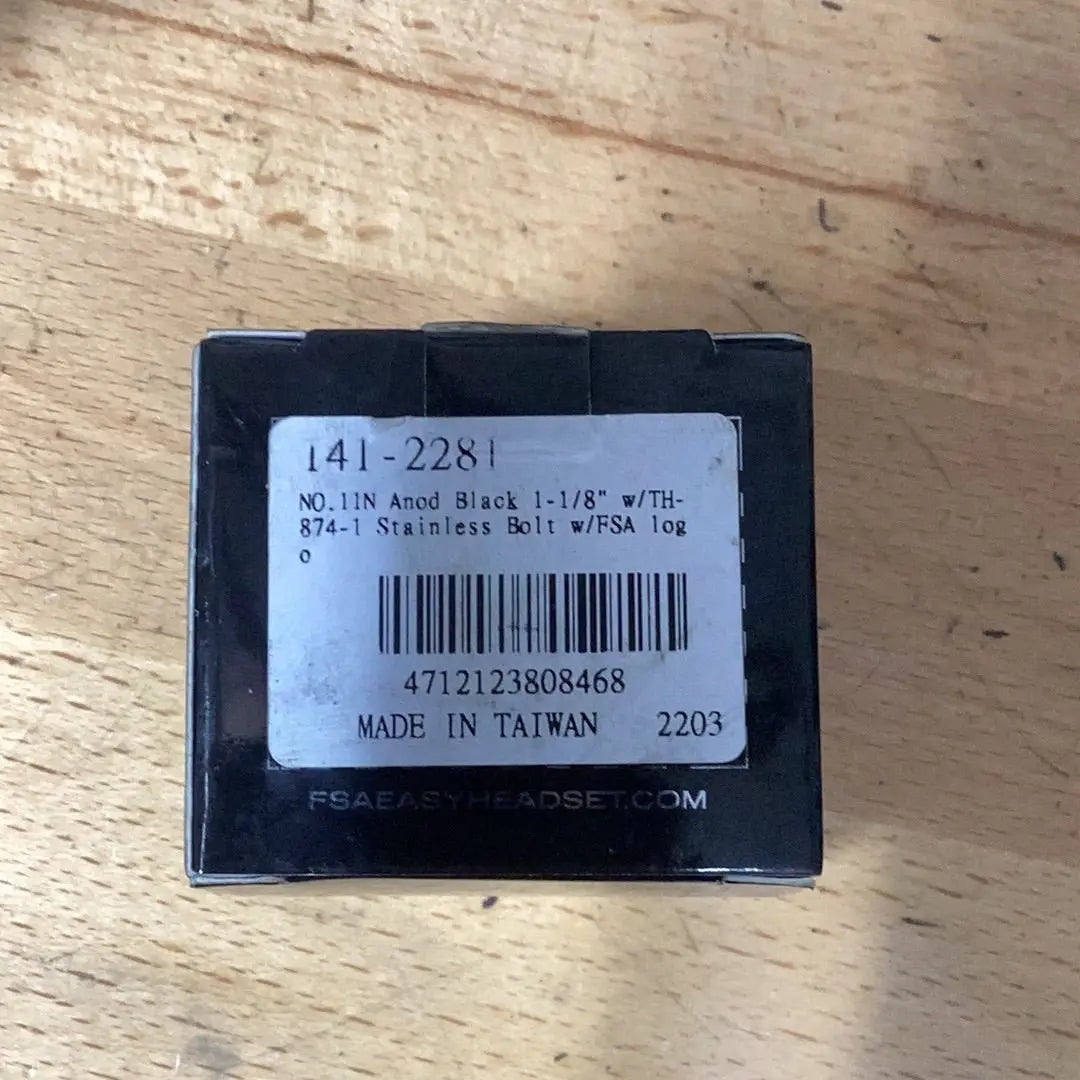 141-2281
NO.11N Anod Black 1-1/8" w/TH-
874-1 Stainless Bolt w/FSA log
o
4712123808468
MADE IN TAIWAN 2203
FSAEASYHEADSET.COM